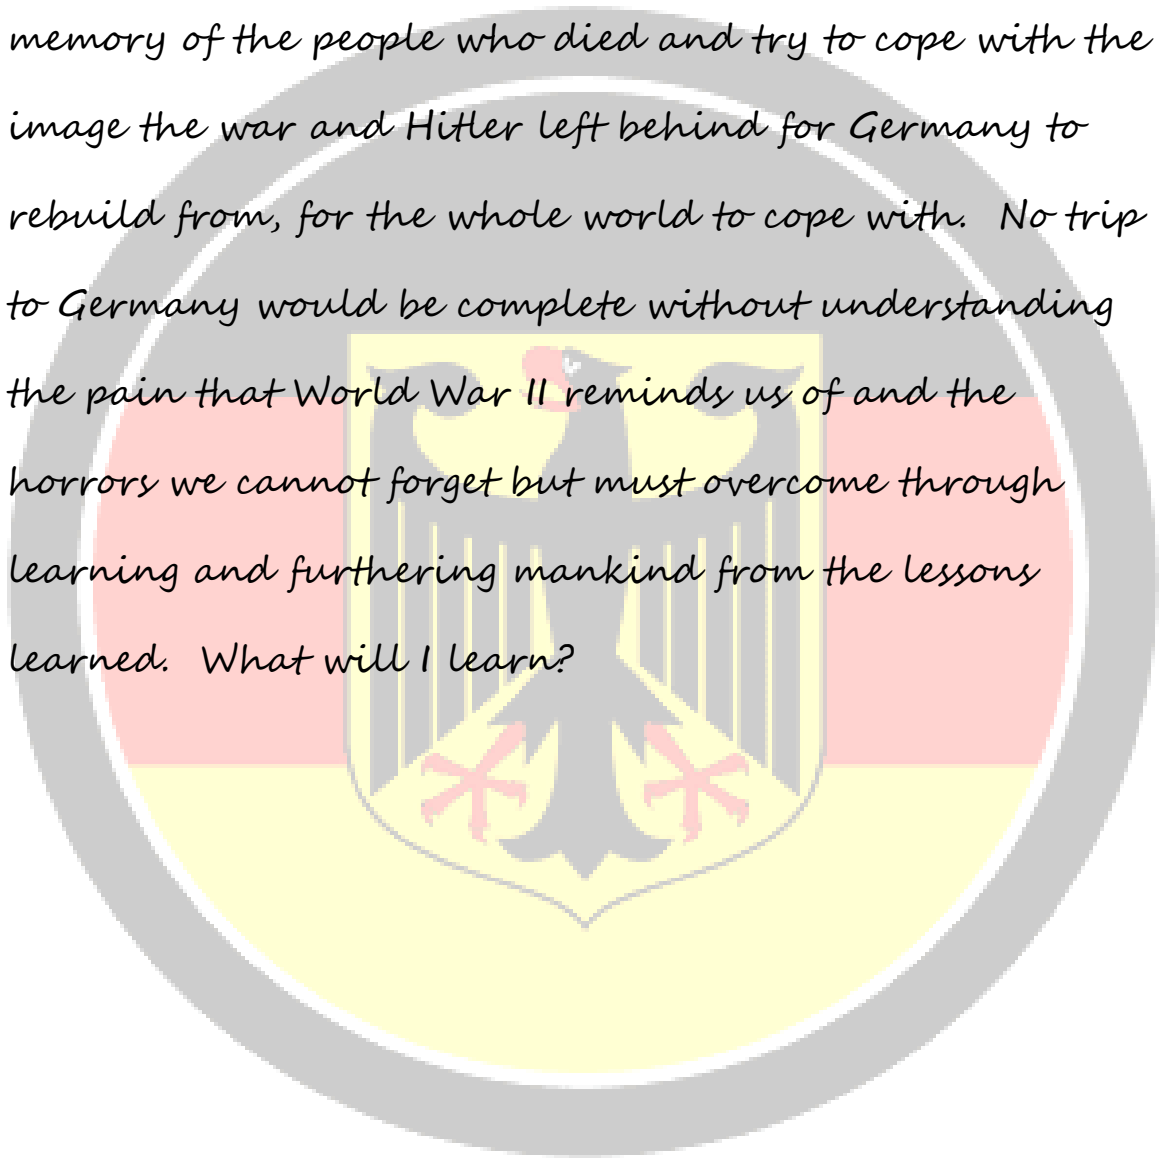 memory of the people who died and try to cope with the
image the war and Hitler left behind for Germany to
rebuild from, for the whole world to cope with.  No trip
to Germany would be complete without understanding
the pain that World War II reminds us of and the
horrors we cannot forget but must overcome through
learning and furthering mankind from the lessons
learned.  What will I learn?